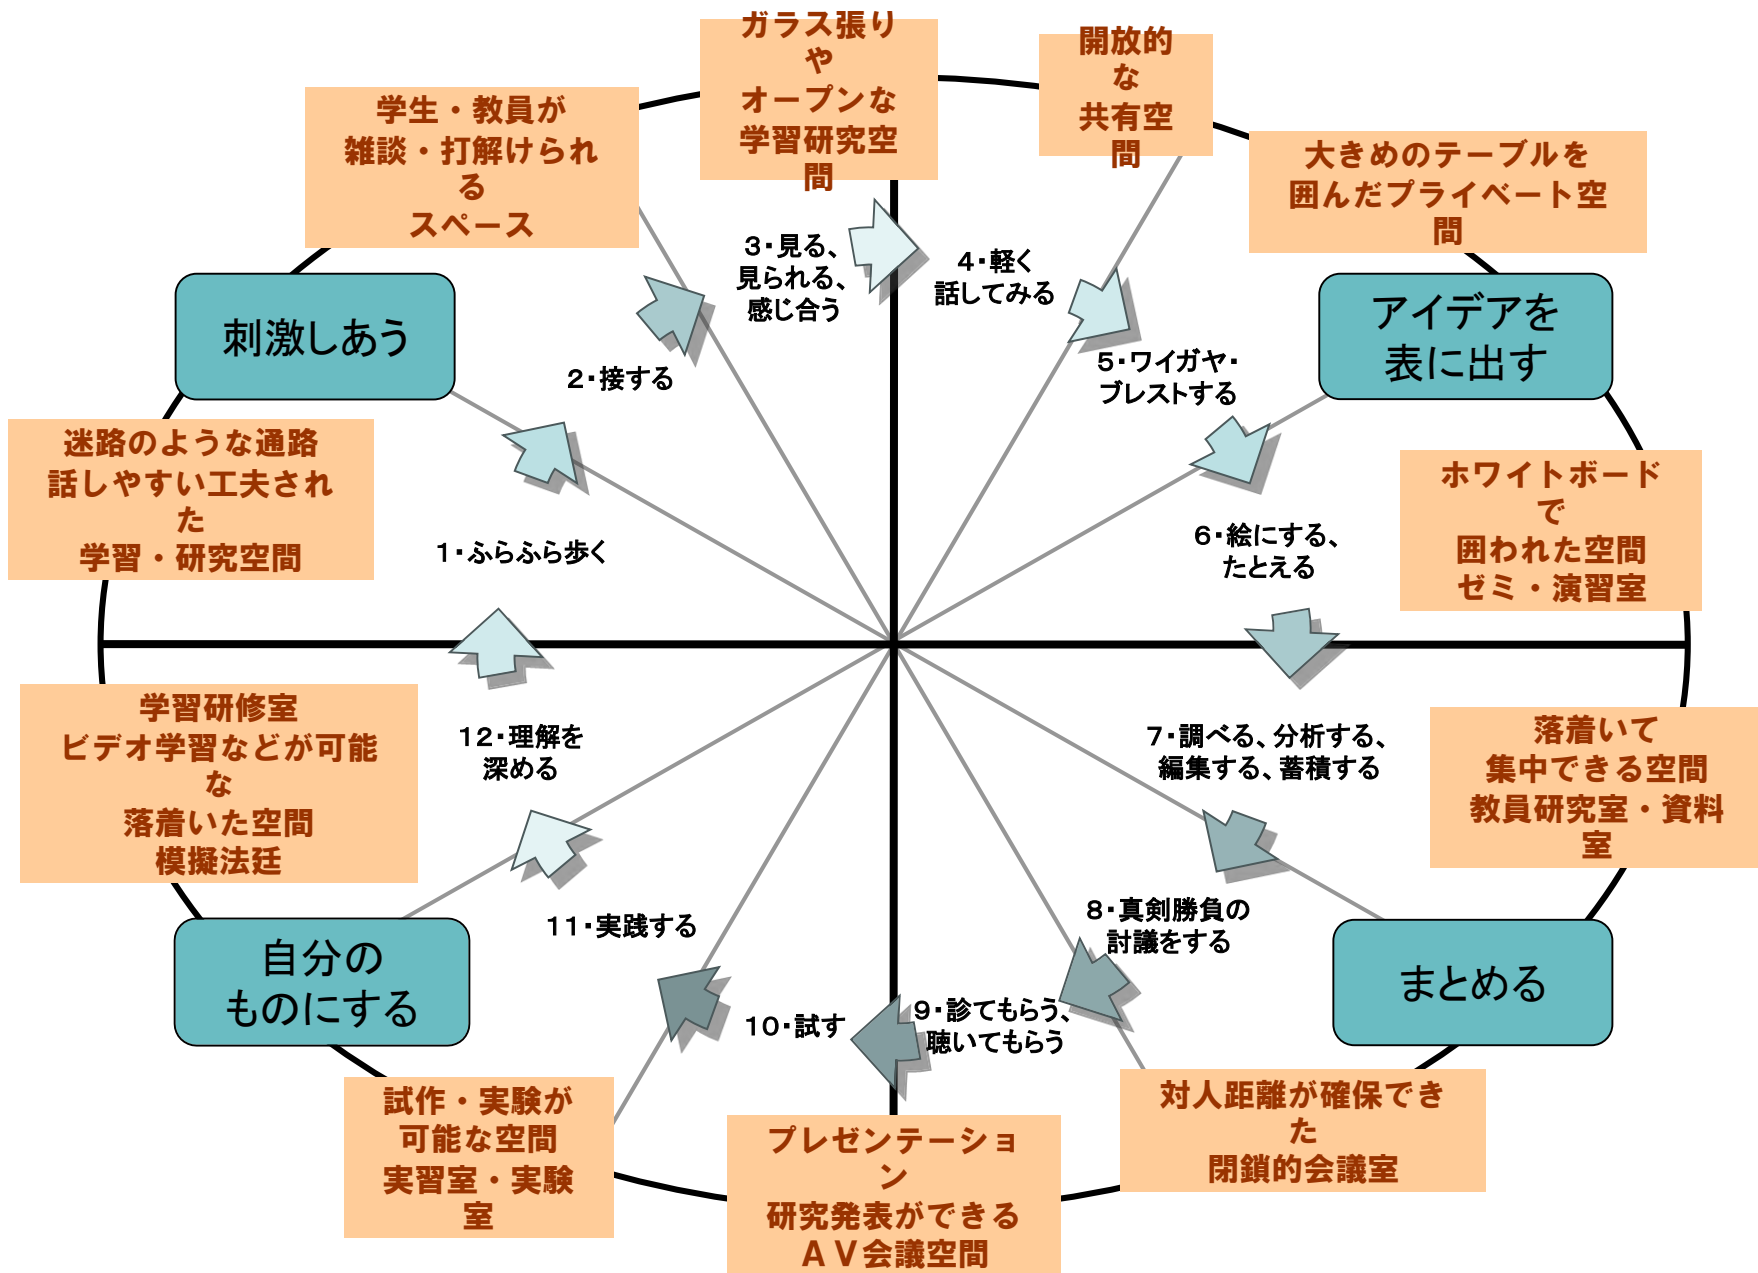 ガラス張り
や
オープンな
学習研究空
間
開放的
な
共有空
間
学生・教員が
雑談・打解けられ
る
スペース
大きめのテーブルを
囲んだプライベート空
間
3・見る、
見られる、
感じ合う
4・軽く
話してみる
刺激しあう
アイデアを
表に出す
2・接する
5・ワイガヤ・
ブレストする
迷路のような通路
話しやすい工夫され
た
学習・研究空間
ホワイトボード
で
囲われた空間
ゼミ・演習室
1・ふらふら歩く
6・絵にする、
たとえる
学習研修室
ビデオ学習などが可能
な
落着いた空間
模擬法廷
12・理解を
深める
7・調べる、分析する、
編集する、蓄積する
落着いて
集中できる空間
教員研究室・資料
室
11・実践する
8・真剣勝負の
討議をする
自分の
ものにする
まとめる
10・試す
9・診てもらう、
聴いてもらう
試作・実験が
可能な空間
実習室・実験
室
プレゼンテーショ
ン
研究発表ができる
ＡＶ会議空間
対人距離が確保でき
た
閉鎖的会議室